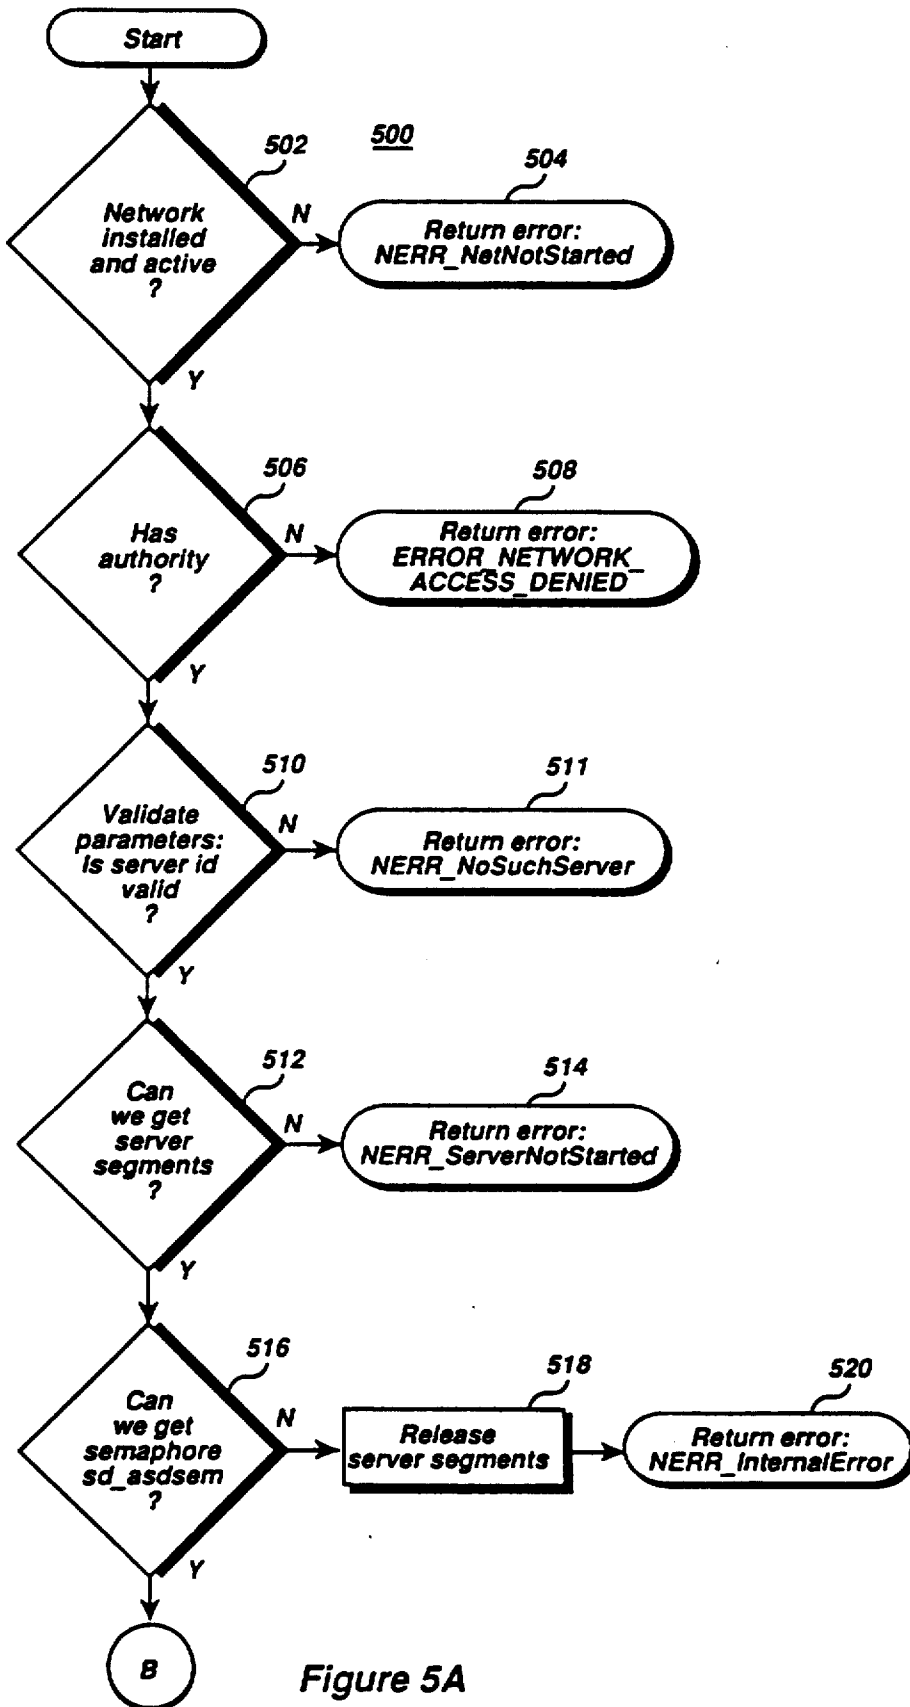 Start
500
502
Network
installed
and active
?
N
504
Return error:
NERR_NetNotStarted
Y
506
Has
authority
?
N
508
Return error:
ERROR_NETWORK_
ACCESS_DENIED
Y
510
Validate
parameters:
Is server id
valid
?
N
511
Return error:
NERR_NoSuchServer
Y
512
Can
we get
server
segments
?
N
514
Return error:
NERR_ServerNotStarted
Y
516
Can
we get
semaphore
sd_asdsem
?
N
518
Release
server segments
520
Return error:
NERR_InternalError
Y
B
Figure 5A